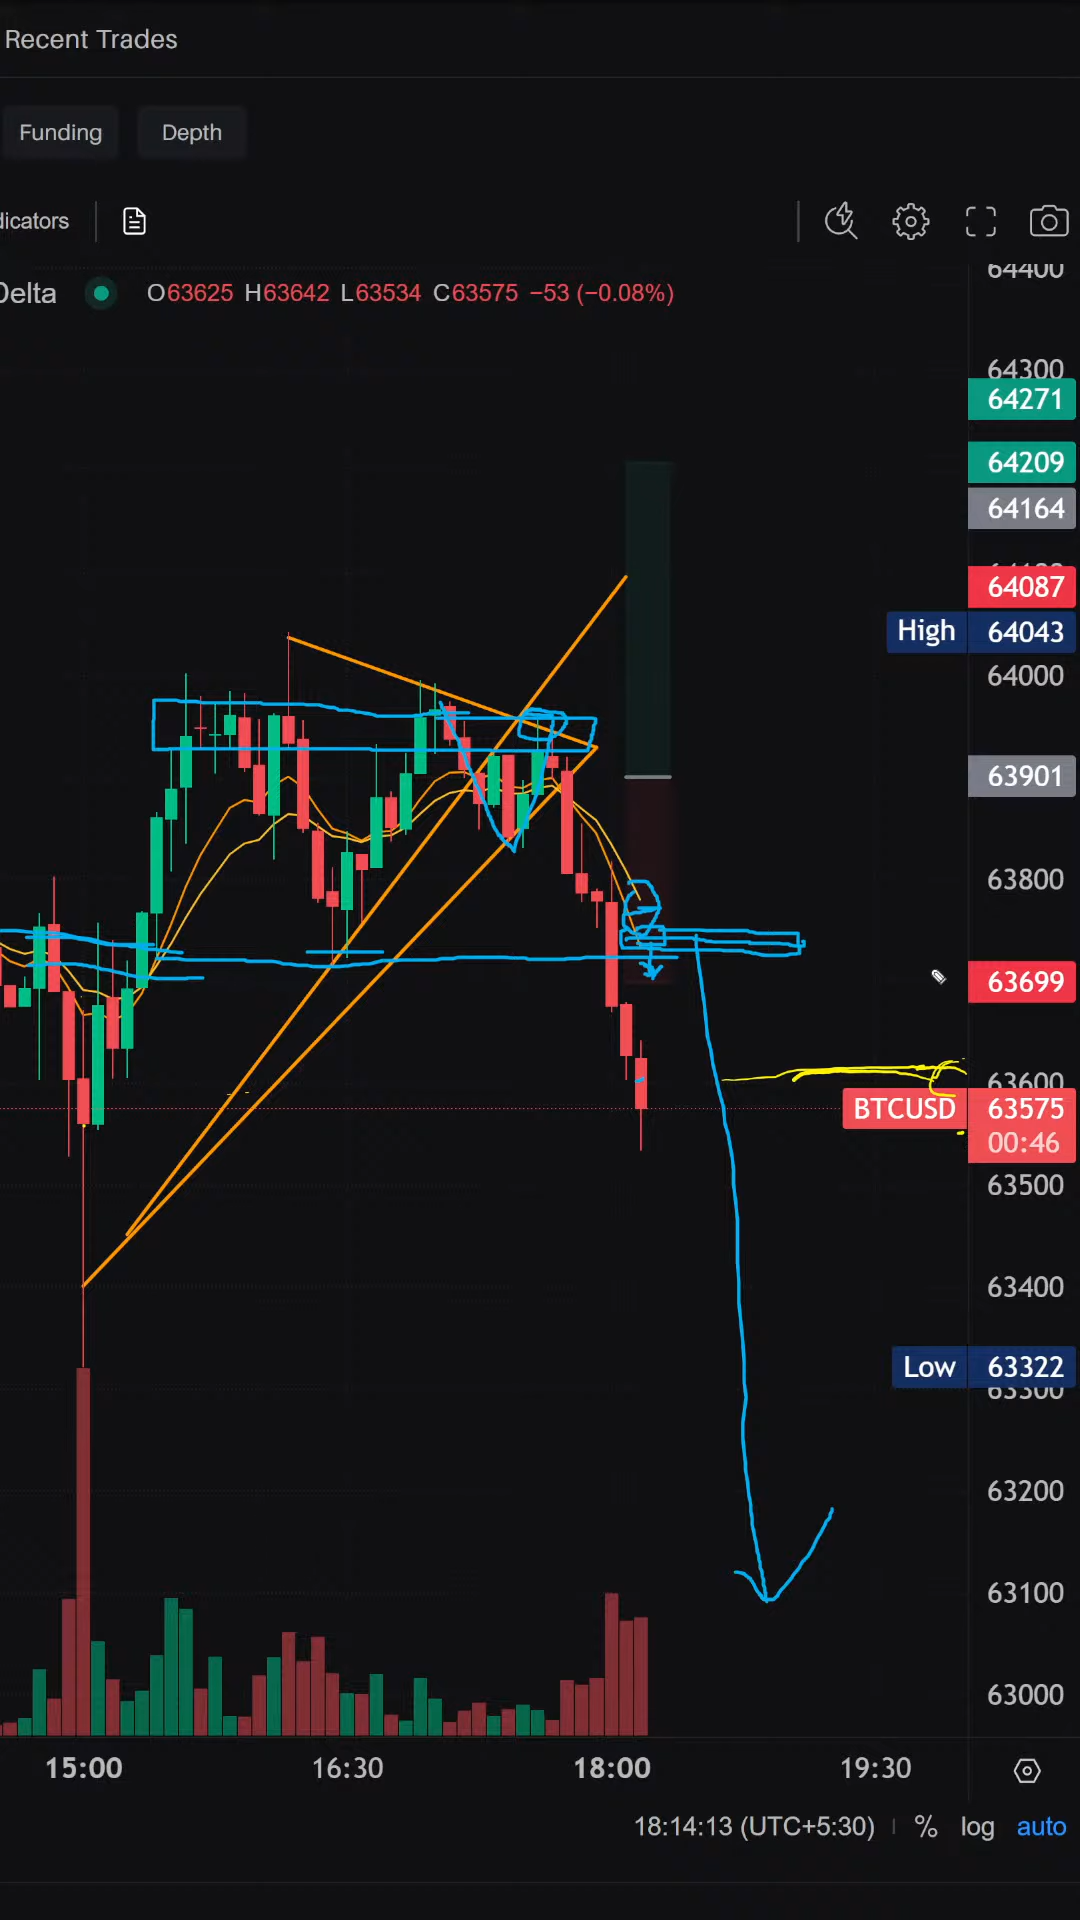 Recent Trades
Funding Depth
dicators
Delta O63625 H63642 L63534 C63575 −53 (−0.08%)
64400
64300
64271
64209
64164
64087
High 64043
64000
63901
63800
63699
63600
BTCUSD 63575
00:46
63500
63400
Low 63322
63300
63200
63100
63000
15:00 16:30 18:00 19:30
18:14:13 (UTC+5:30) % log auto